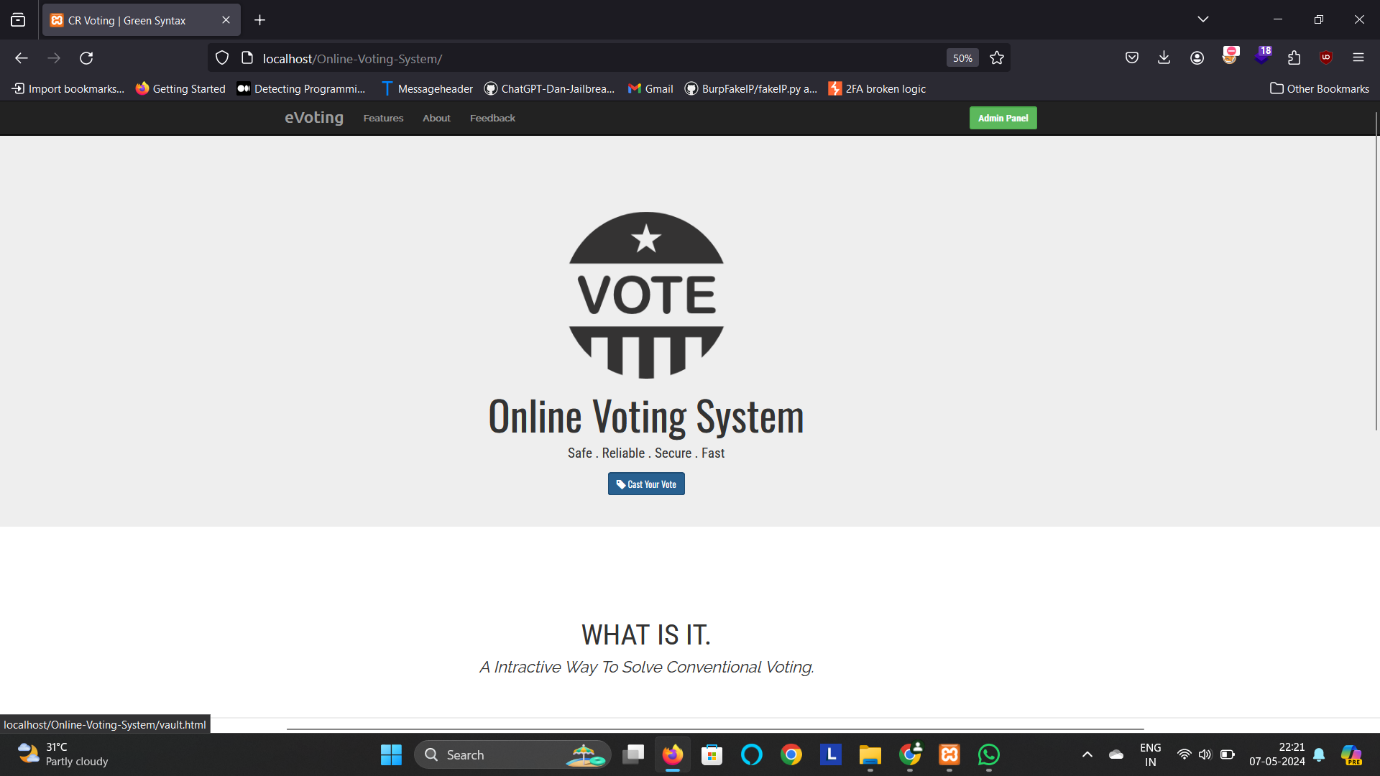 CR Voting | Green Syntax
localhost/Online-Voting-System/
50%
18
Import bookmarks...
Getting Started
Detecting Programmi...
Messageheader
ChatGPT-Dan-Jailbrea...
Gmail
BurpFakeIP/fakeIP.py a...
2FA broken logic
Other Bookmarks
eVoting
Features
About
Feedback
Admin Panel
VOTE
Online Voting System
Safe . Reliable . Secure . Fast
Cast Your Vote
WHAT IS IT.
A Intractive Way To Solve Conventional Voting.
localhost/Online-Voting-System/vault.html
31°C
Partly cloudy
Search
L
ENG
IN
22:21
07-05-2024
PRE